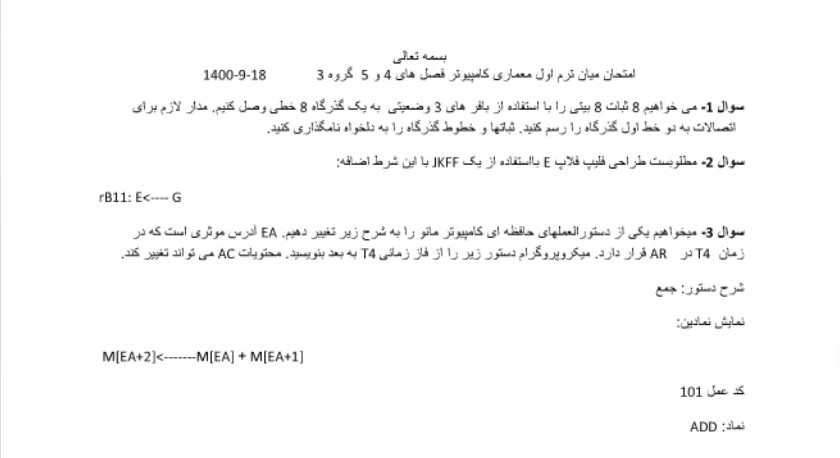 بسمه تعالی
امتحان میان ترم اول معماری کامپیوتر فصل های 4 و 5 گروه 3 1400-9-18
سوال 1- می خواهیم 8 ثبات 8 بیتی را با استفاده از بافر های 3 وضعیتی به یک گذرگاه 8 خطی وصل کنیم. مدار لازم برای
اتصالات به دو خط اول گذرگاه را رسم کنید. ثباتها و خطوط گذرگاه را به دلخواه نامگذاری کنید.
سوال 2- مطلوبست طراحی فلیپ فلاپ E بااستفاده از یک JKFF با این شرط اضافه:
rB11: E<---- G
سوال 3- میخواهیم یکی از دستورالعملهای حافظه ای کامپیوتر مانو را به شرح زیر تغییر دهیم. EA آدرس موثری است که در
زمان T4 در AR قرار دارد. میکروپروگرام دستور زیر را از فاز زمانی T4 به بعد بنویسید. محتویات AC می تواند تغییر کند.
شرح دستور: جمع
نمایش نمادین:
M[EA+2]<-------M[EA] + M[EA+1]
کد عمل 101
نماد: ADD